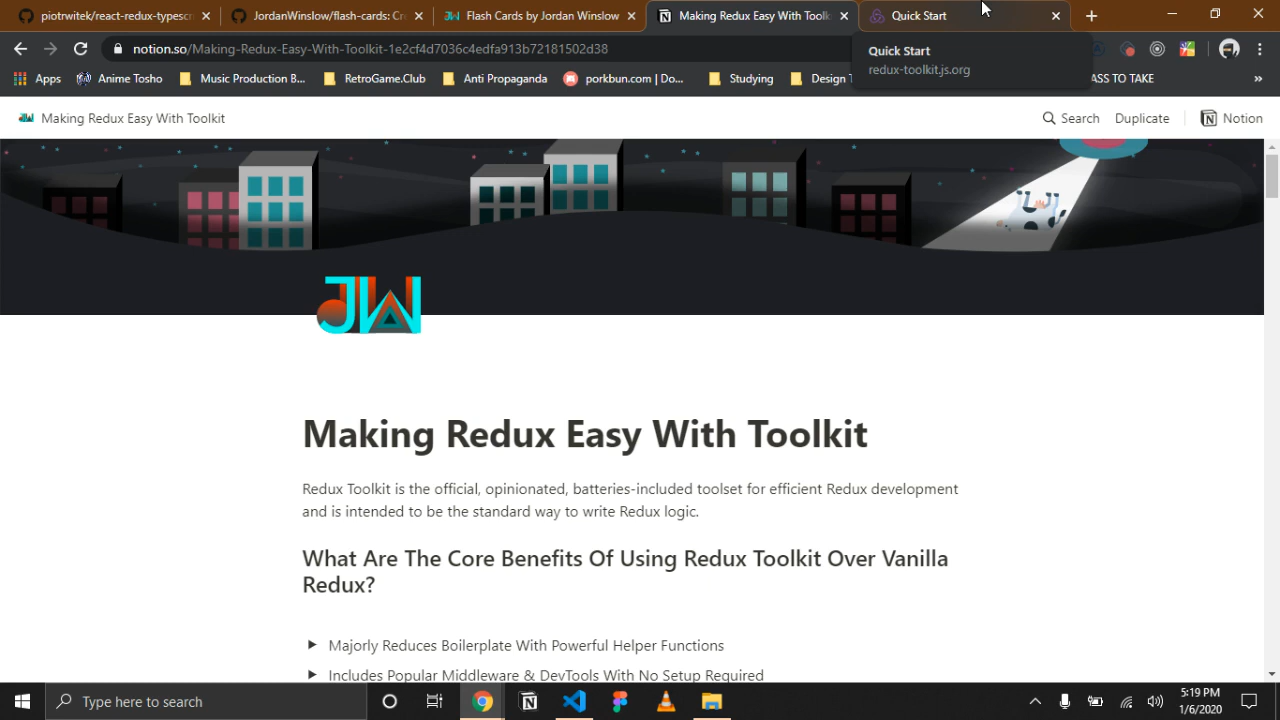 piotrwitek/react-redux-typescr
JordanWinslow/flash-cards: Cre
Flash Cards by Jordan Winslow
Making Redux Easy With Toolk
Quick Start
notion.so/Making-Redux-Easy-With-Toolkit-1e2cf4d7036c4edfa913b72181502d38
Quick Start
redux-toolkit.js.org
Apps
Anime Tosho
Music Production B...
RetroGame.Club
Anti Propaganda
porkbun.com | Do...
Studying
Design T
ASS TO TAKE
»
JW Making Redux Easy With Toolkit
Search
Duplicate
Notion
JW
Making Redux Easy With Toolkit
Redux Toolkit is the official, opinionated, batteries-included toolset for efficient Redux development
and is intended to be the standard way to write Redux logic.
What Are The Core Benefits Of Using Redux Toolkit Over Vanilla
Redux?
Majorly Reduces Boilerplate With Powerful Helper Functions
Includes Popular Middleware & DevTools With No Setup Required
Type here to search
5:19 PM
1/6/2020